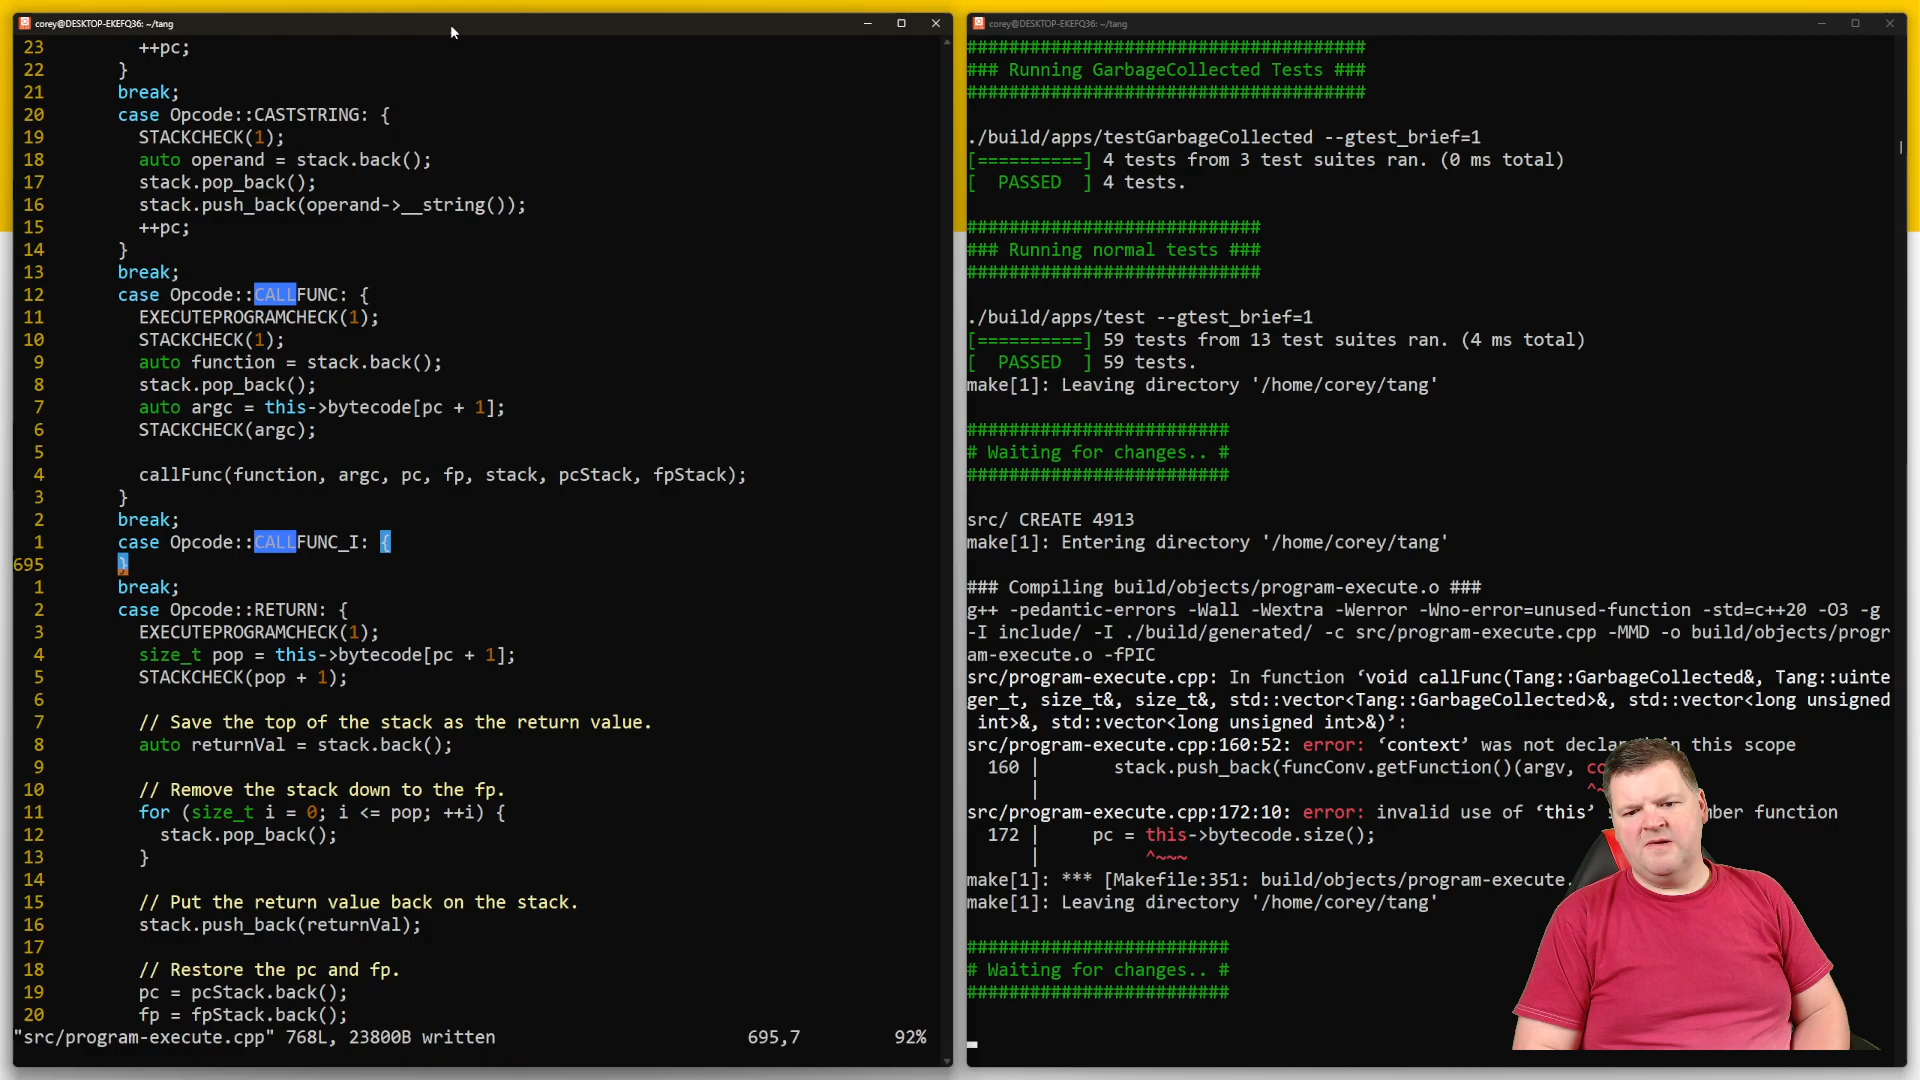 corey@DESKTOP-EKEFQ36: ~/tang
23 ++pc;
22 }
21 break;
20 case Opcode::CASTSTRING: {
19 STACKCHECK(1);
18 auto operand = stack.back();
17 stack.pop_back();
16 stack.push_back(operand->__string());
15 ++pc;
14 }
13 break;
12 case Opcode::CALLFUNC: {
11 EXECUTEPROGRAMCHECK(1);
10 STACKCHECK(1);
9 auto function = stack.back();
8 stack.pop_back();
7 auto argc = this->bytecode[pc + 1];
6 STACKCHECK(argc);
5
4 callFunc(function, argc, pc, fp, stack, pcStack, fpStack);
3 }
2 break;
1 case Opcode::CALLFUNC_I: {
695 }
1 break;
2 case Opcode::RETURN: {
3 EXECUTEPROGRAMCHECK(1);
4 size_t pop = this->bytecode[pc + 1];
5 STACKCHECK(pop + 1);
6
7 // Save the top of the stack as the return value.
8 auto returnVal = stack.back();
9
10 // Remove the stack down to the fp.
11 for (size_t i = 0; i <= pop; ++i) {
12 stack.pop_back();
13 }
14
15 // Put the return value back on the stack.
16 stack.push_back(returnVal);
17
18 // Restore the pc and fp.
19 pc = pcStack.back();
20 fp = fpStack.back();
"src/program-execute.cpp" 768L, 23800B written 695,7 92%
corey@DESKTOP-EKEFQ36: ~/tang
######################################
### Running GarbageCollected Tests ###
######################################
./build/apps/testGarbageCollected --gtest_brief=1
[==========] 4 tests from 3 test suites ran. (0 ms total)
[  PASSED  ] 4 tests.
############################
### Running normal tests ###
############################
./build/apps/test --gtest_brief=1
[==========] 59 tests from 13 test suites ran. (4 ms total)
[  PASSED  ] 59 tests.
make[1]: Leaving directory '/home/corey/tang'
#########################
# Waiting for changes.. #
#########################
src/ CREATE 4913
make[1]: Entering directory '/home/corey/tang'
### Compiling build/objects/program-execute.o ###
g++ -pedantic-errors -Wall -Wextra -Werror -Wno-error=unused-function -std=c++20 -O3 -g
-I include/ -I ./build/generated/ -c src/program-execute.cpp -MMD -o build/objects/progr
am-execute.o -fPIC
src/program-execute.cpp: In function ‘void callFunc(Tang::GarbageCollected&, Tang::uinte
ger_t, size_t&, size_t&, std::vector<Tang::GarbageCollected>&, std::vector<long unsigned
int>&, std::vector<long unsigned int>&)’:
src/program-execute.cpp:160:52: error: ‘context’ was not declared in this scope
160 | stack.push_back(funcConv.getFunction()(argv, co
| ^~
src/program-execute.cpp:172:10: error: invalid use of ‘this’ mber function
172 | pc = this->bytecode.size();
| ^~~~
make[1]: *** [Makefile:351: build/objects/program-execute.
make[1]: Leaving directory '/home/corey/tang'
#########################
# Waiting for changes.. #
#########################